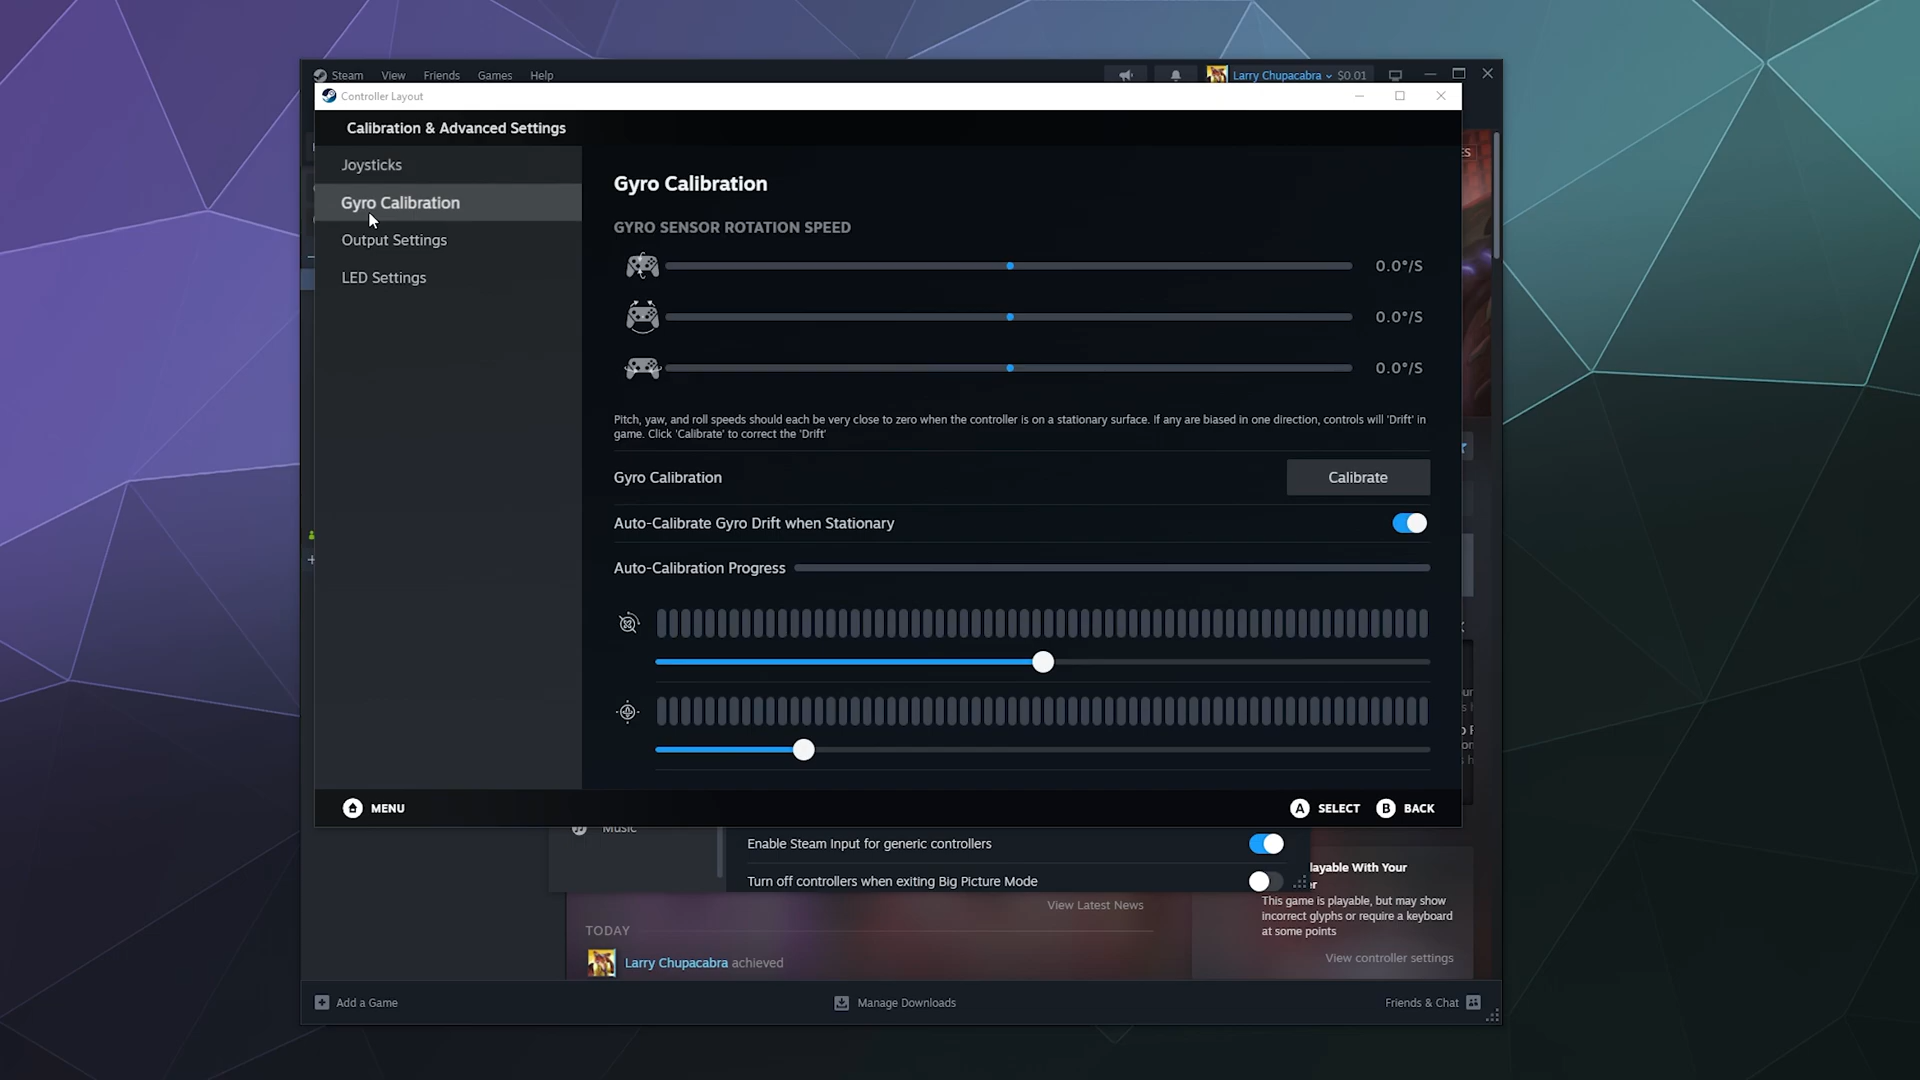 Steam View Friends Games Help
Larry Chupacabra $0.01
Controller Layout
Calibration & Advanced Settings
Joysticks
Gyro Calibration
Output Settings
LED Settings
Gyro Calibration
GYRO SENSOR ROTATION SPEED
0.0°/S
0.0°/S
0.0°/S
Pitch, yaw, and roll speeds should each be very close to zero when the controller is on a stationary surface. If any are biased in one direction, controls will 'Drift' in
game. Click 'Calibrate' to correct the 'Drift'
Gyro Calibration
Calibrate
Auto-Calibrate Gyro Drift when Stationary
Auto-Calibration Progress
MENU
A SELECT B BACK
Music
Enable Steam Input for generic controllers
Turn off controllers when exiting Big Picture Mode
View Latest News
TODAY
Larry Chupacabra achieved
layable With Your
er
This game is playable, but may show
incorrect glyphs or require a keyboard
at some points
View controller settings
Add a Game
Manage Downloads
Friends & Chat